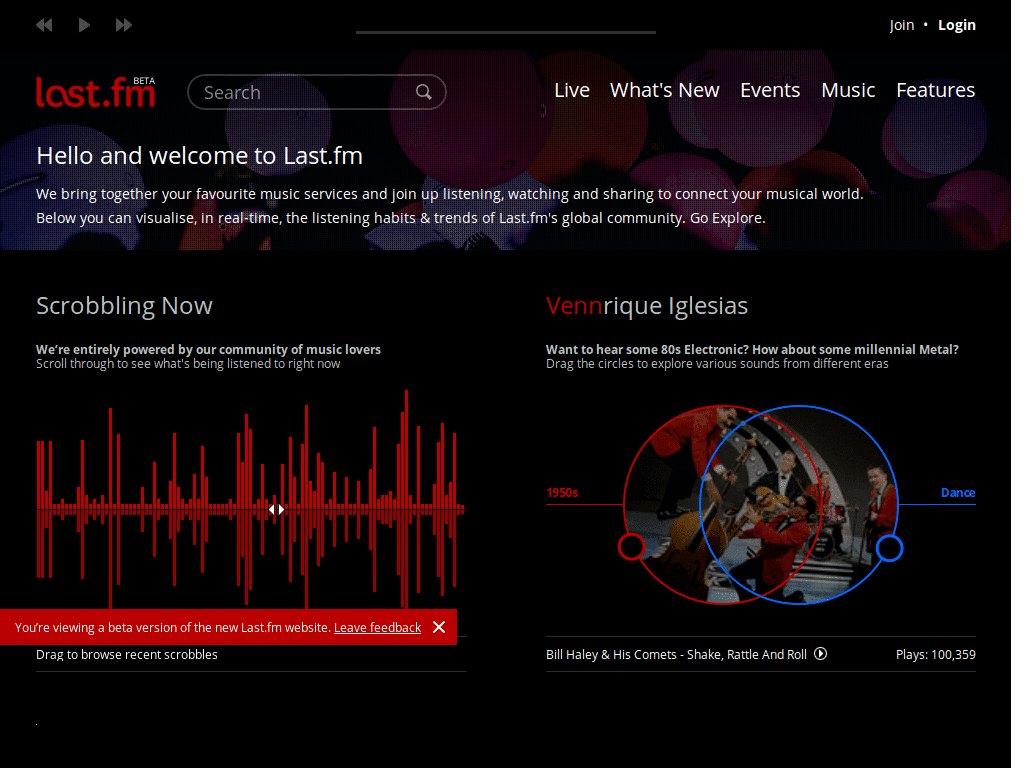 Join • Login
last.fm BETA
Search
Live What's New Events Music Features
Hello and welcome to Last.fm
We bring together your favourite music services and join up listening, watching and sharing to connect your musical world.
Below you can visualise, in real-time, the listening habits & trends of Last.fm's global community. Go Explore.
Scrobbling Now
We’re entirely powered by our community of music lovers
Scroll through to see what's being listened to right now
Vennrique Iglesias
Want to hear some 80s Electronic? How about some millennial Metal?
Drag the circles to explore various sounds from different eras
1950s
Dance
You’re viewing a beta version of the new Last.fm website. Leave feedback
Drag to browse recent scrobbles
Bill Haley & His Comets - Shake, Rattle And Roll
Plays: 100,359